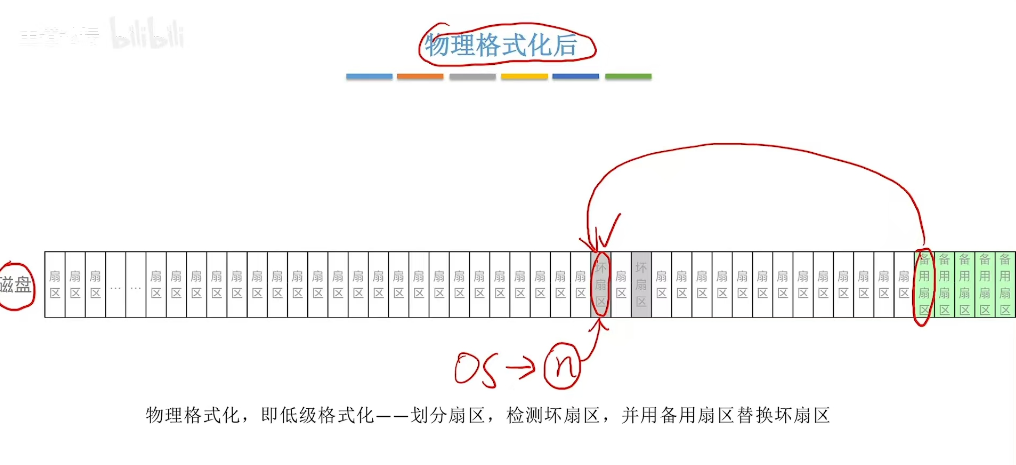 bilibili
物理格式化后
磁盘 扇区 扇区 扇区 … … 扇区 扇区 扇区 扇区 扇区 扇区 扇区 扇区 扇区 扇区 扇区 扇区 扇区 扇区 扇区 扇区 扇区 扇区 扇区 扇区 扇区 扇区 坏扇区 扇区 坏扇区 扇区 扇区 扇区 扇区 扇区 扇区 扇区 扇区 扇区 扇区 扇区 扇区 扇区 备用扇区 备用扇区 备用扇区 备用扇区 备用扇区
OS→n
物理格式化，即低级格式化——划分扇区，检测坏扇区，并用备用扇区替换坏扇区